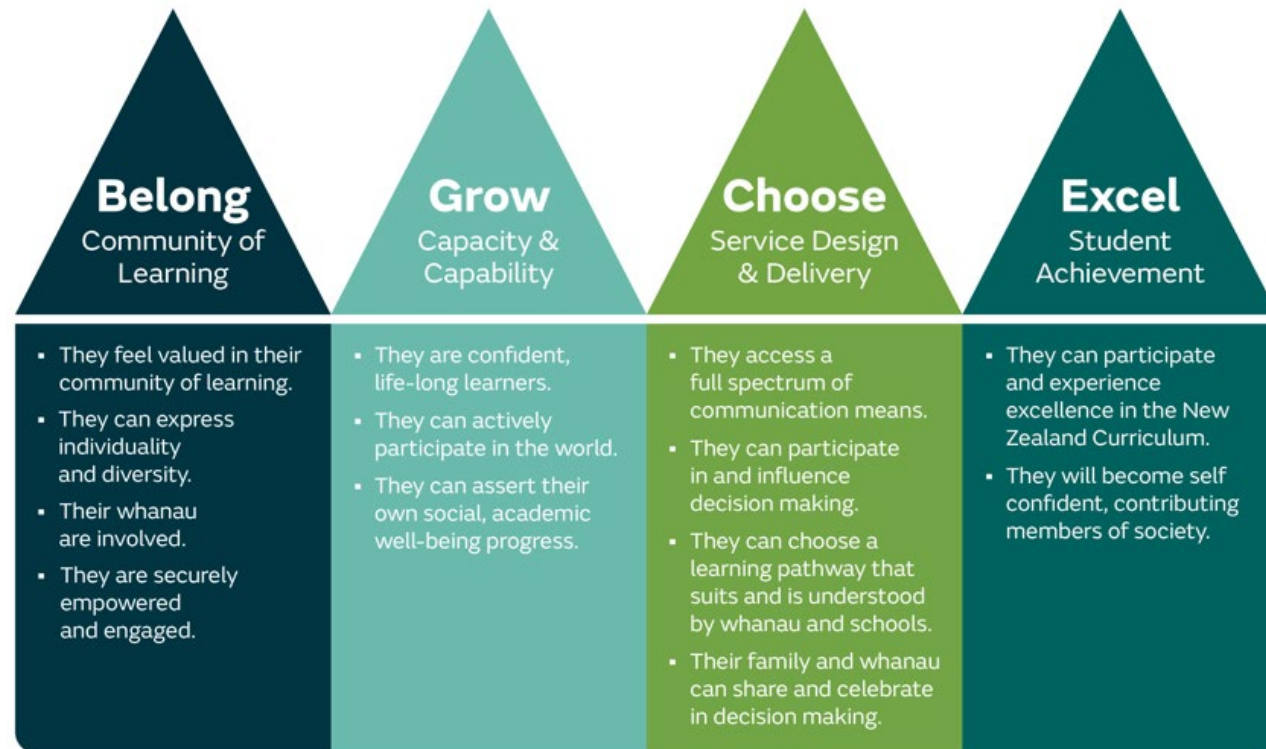 Belong
Community of
Learning
▪ They feel valued in their
community of learning.
▪ They can express
individuality
and diversity.
▪ Their whanau
are involved.
▪ They are securely
empowered
and engaged.
Grow
Capacity &
Capability
▪ They are confident,
life-long learners.
▪ They can actively
participate in the world.
▪ They can assert their
own social, academic
well-being progress.
Choose
Service Design
& Delivery
▪ They access a
full spectrum of
communication means.
▪ They can participate
in and influence
decision making.
▪ They can choose a
learning pathway that
suits and is understood
by whanau and schools.
▪ Their family and whanau
can share and celebrate
in decision making.
Excel
Student
Achievement
▪ They can participate
and experience
excellence in the New
Zealand Curriculum.
▪ They will become self
confident, contributing
members of society.